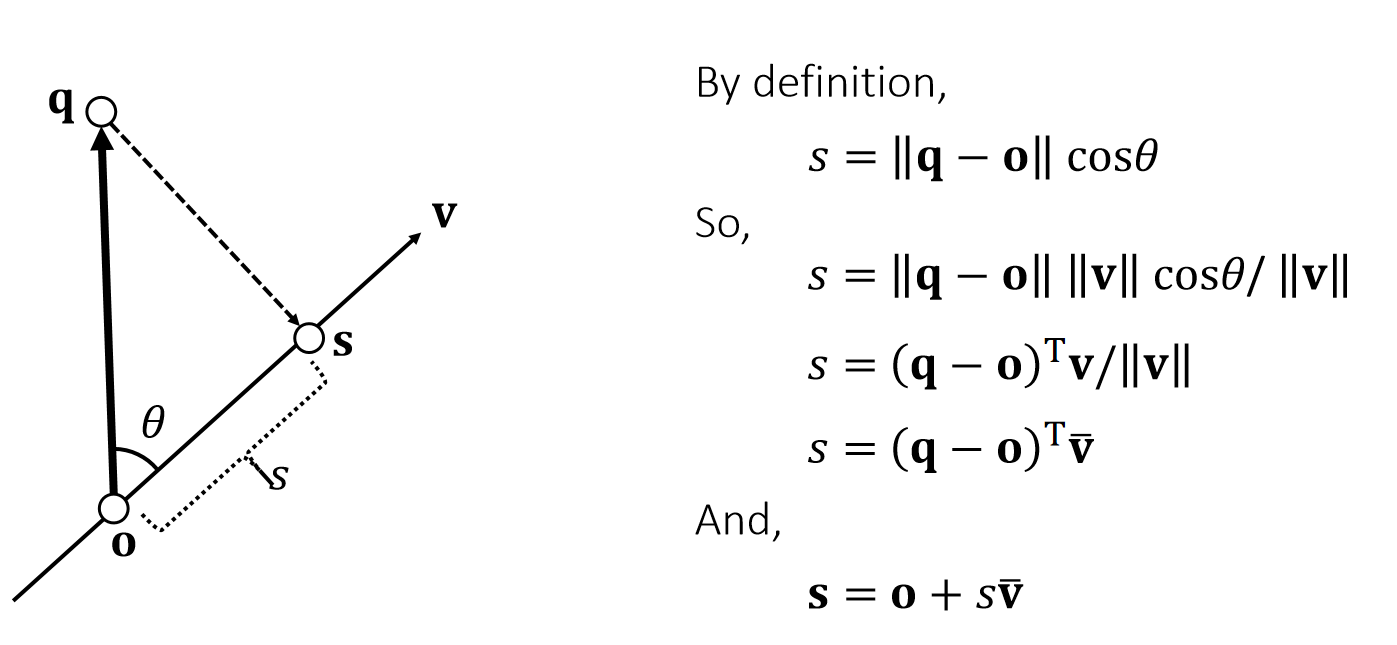 q
v
s
θ
s
o
By definition,
s = ‖q − o‖ cosθ
So,
s = ‖q − o‖ ‖v‖ cosθ/ ‖v‖
s = (q − o)ᵀv/‖v‖
s = (q − o)ᵀv̅
And,
s = o + sv̅